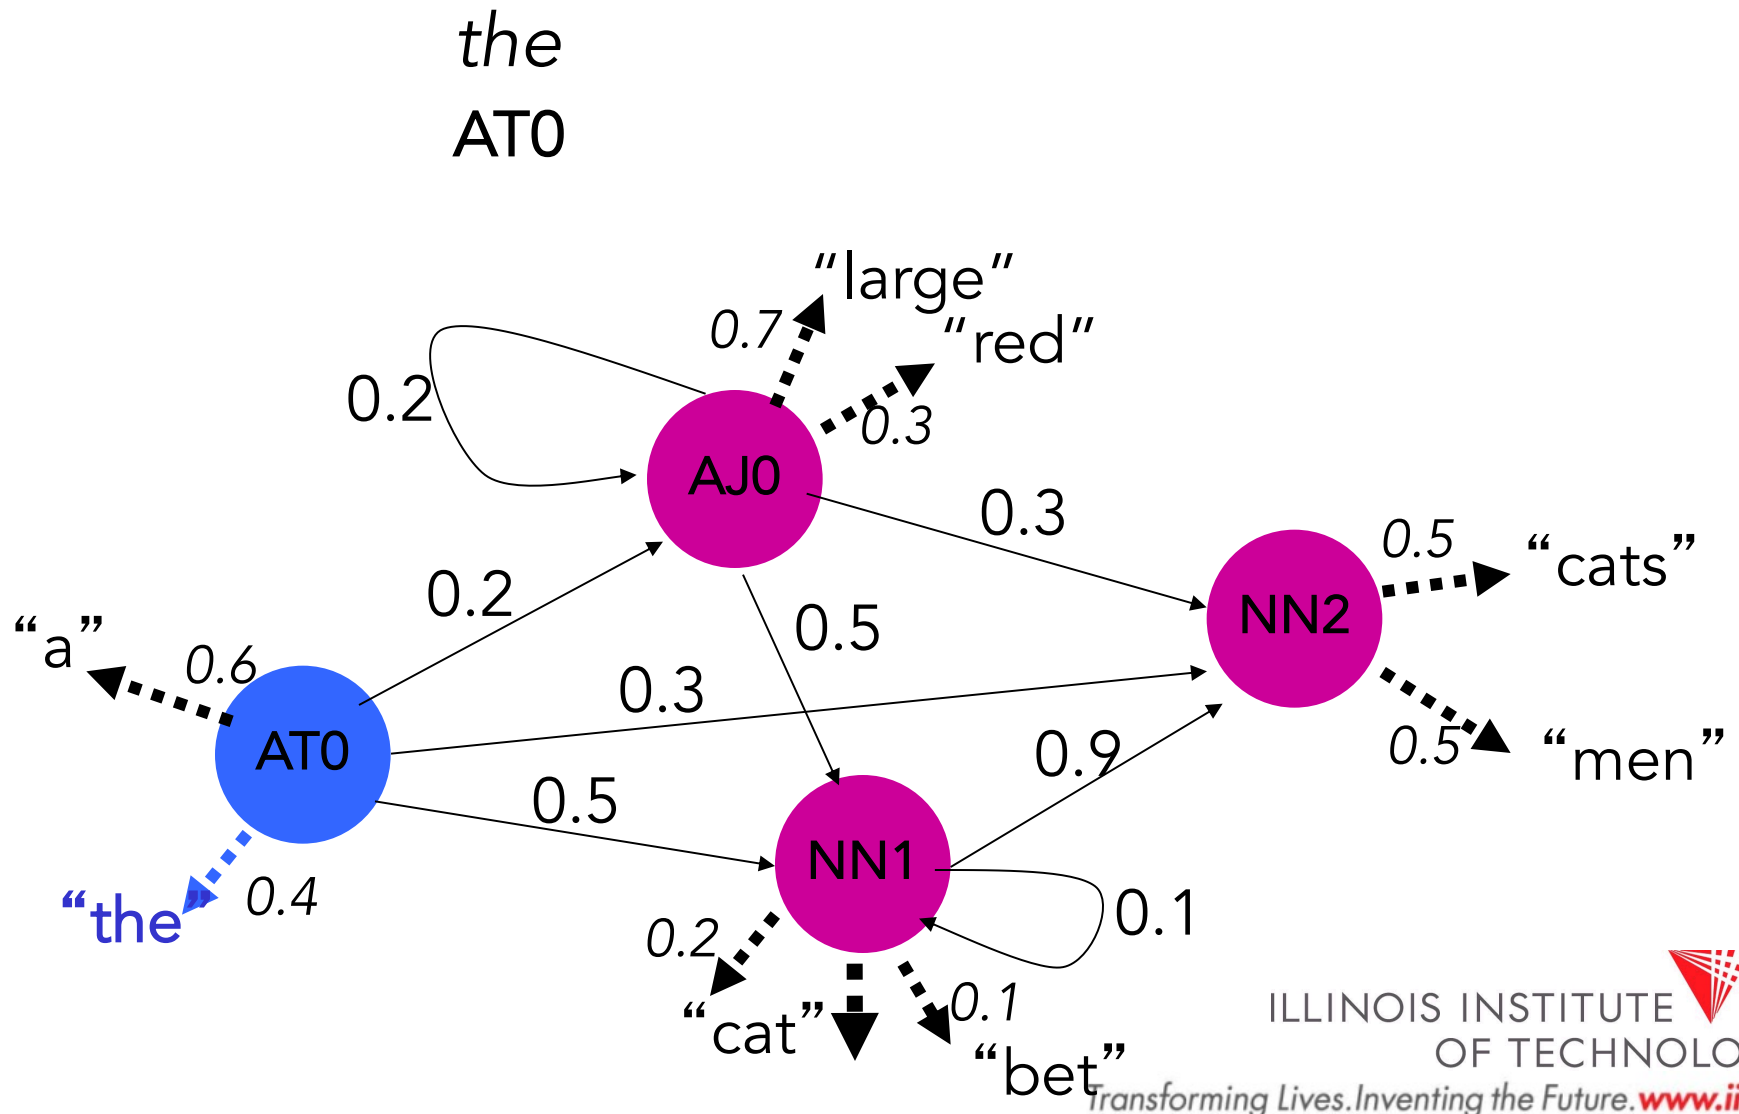 the
AT0
“large”
0.7
“red”
0.2
0.3
AJ0
0.3
0.5
“cats”
0.2
0.5
NN2
“a”
0.6
0.3
0.5
“men”
AT0
0.9
0.5
NN1
“the”
0.4
0.1
0.2
“cat”
0.1
“bet”
ILLINOIS INSTITUTE
OF TECHNOLO
Transforming Lives.Inventing the Future.www.ii